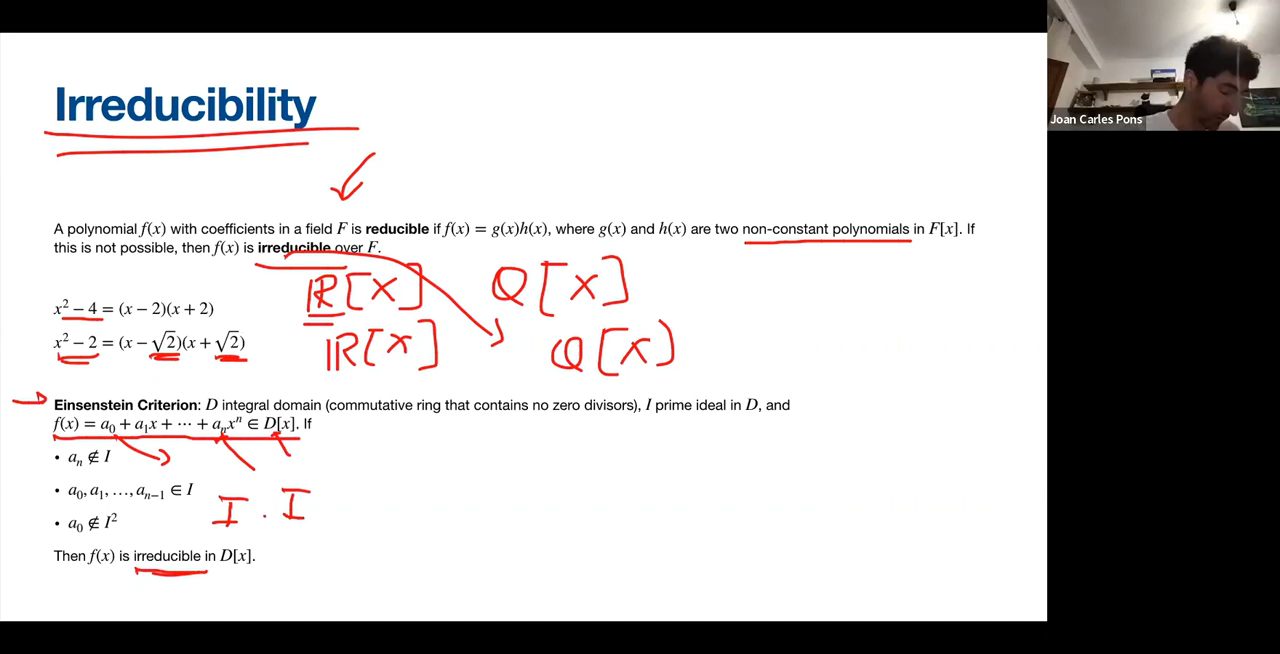 Irreducibility
Joan Carles Pons
A polynomial f(x) with coefficients in a field F is reducible if f(x) = g(x)h(x), where g(x) and h(x) are two non-constant polynomials in F[x]. If
this is not possible, then f(x) is irreducible over F.
ℝ[x] ℚ[x]
x² − 4 = (x − 2)(x + 2)
x² − 2 = (x − √2)(x + √2) ℝ[x] ℚ[x]
Einsenstein Criterion: D integral domain (commutative ring that contains no zero divisors), I prime ideal in D, and
f(x) = a₀ + a₁x + ⋯ + aₙxⁿ ∈ D[x]. If
• aₙ ∉ I
• a₀, a₁, …, aₙ₋₁ ∈ I
I . I
• a₀ ∉ I²
Then f(x) is irreducible in D[x].